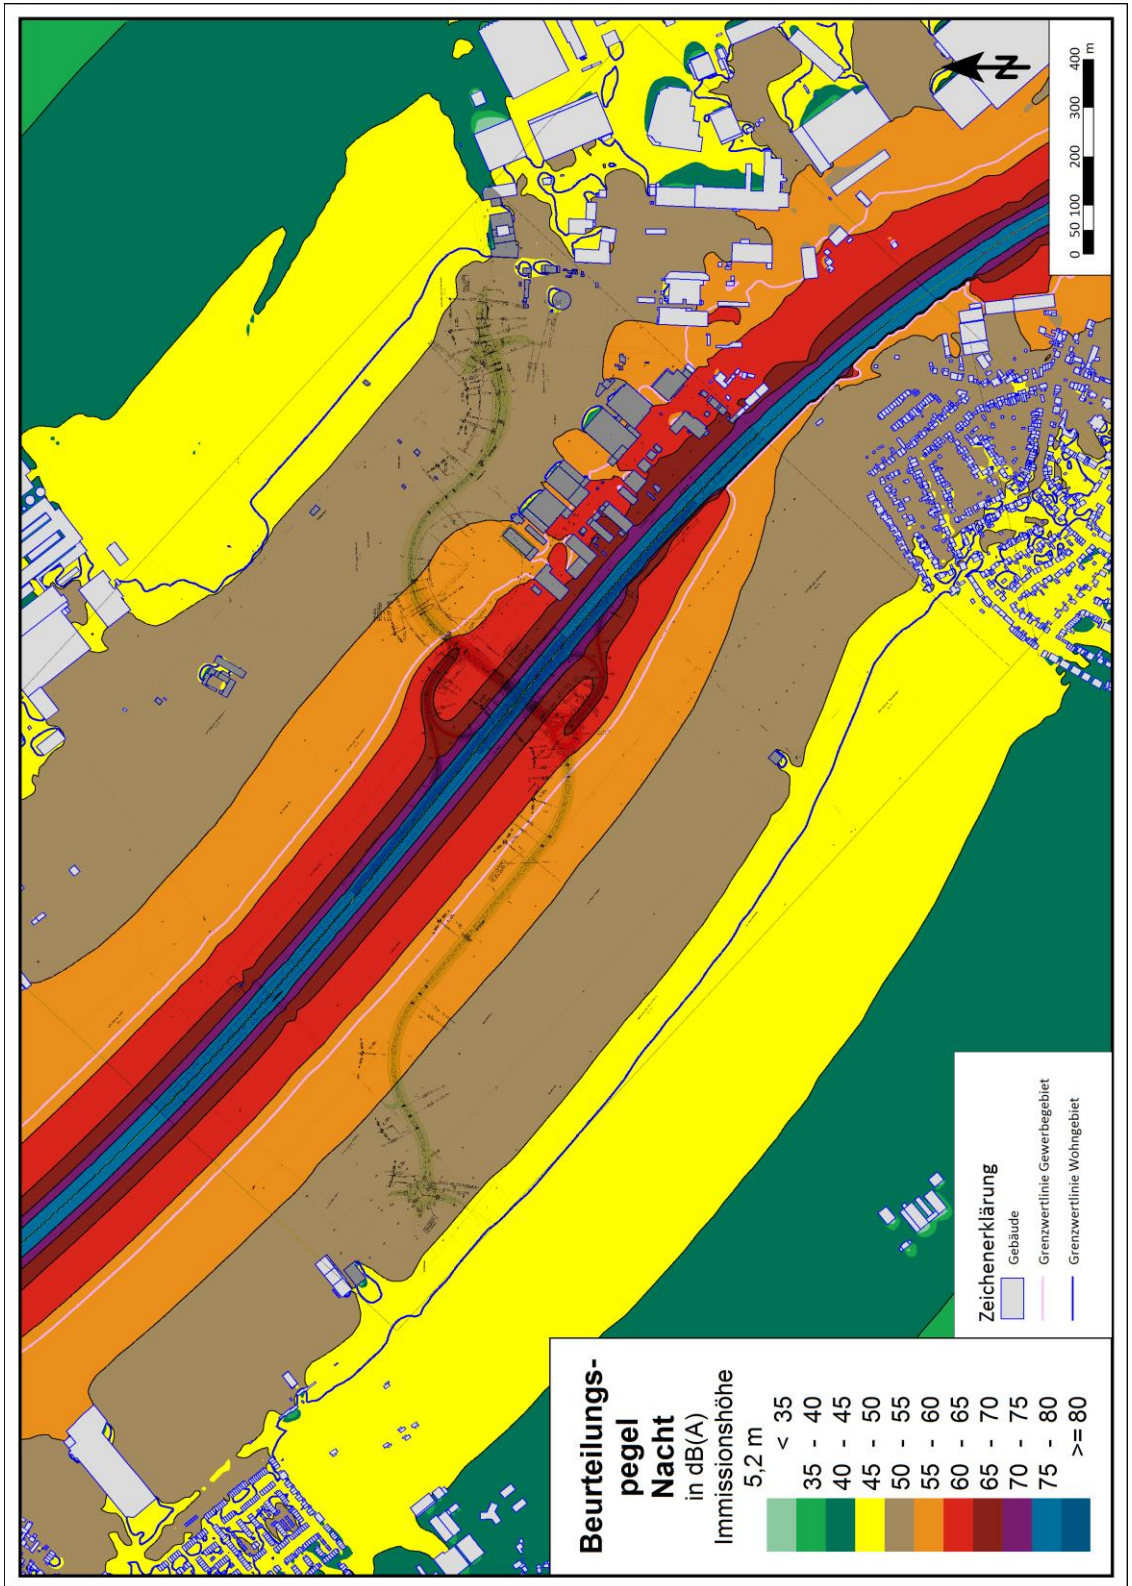 Beurteilungs-
pegel
Nacht
in dB(A)
Immissionshöhe
5,2 m
< 35
35 - 40
40 - 45
45 - 50
50 - 55
55 - 60
60 - 65
65 - 70
70 - 75
75 - 80
>= 80
Zeichenerklärung
Gebäude
Grenzwertlinie Gewerbegebiet
Grenzwertlinie Wohngebiet
N
0 50 100 200 300 400
m